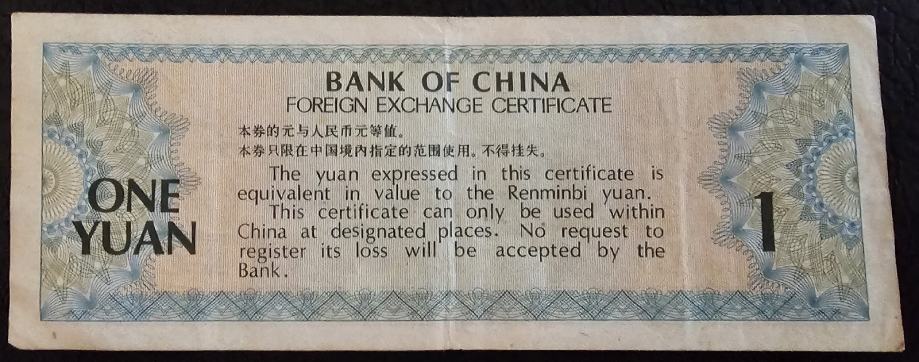 BANK OF CHINA
FOREIGN EXCHANGE CERTIFICATE
本券的元与人民币元等值。
本券只限在中国境内指定的范围使用。不得挂失。
The yuan expressed in this certificate is
equivalent in value to the Renminbi yuan.
This certificate can only be used within
China at designated places. No request to
register its loss will be accepted by the
Bank.
ONE
YUAN
1